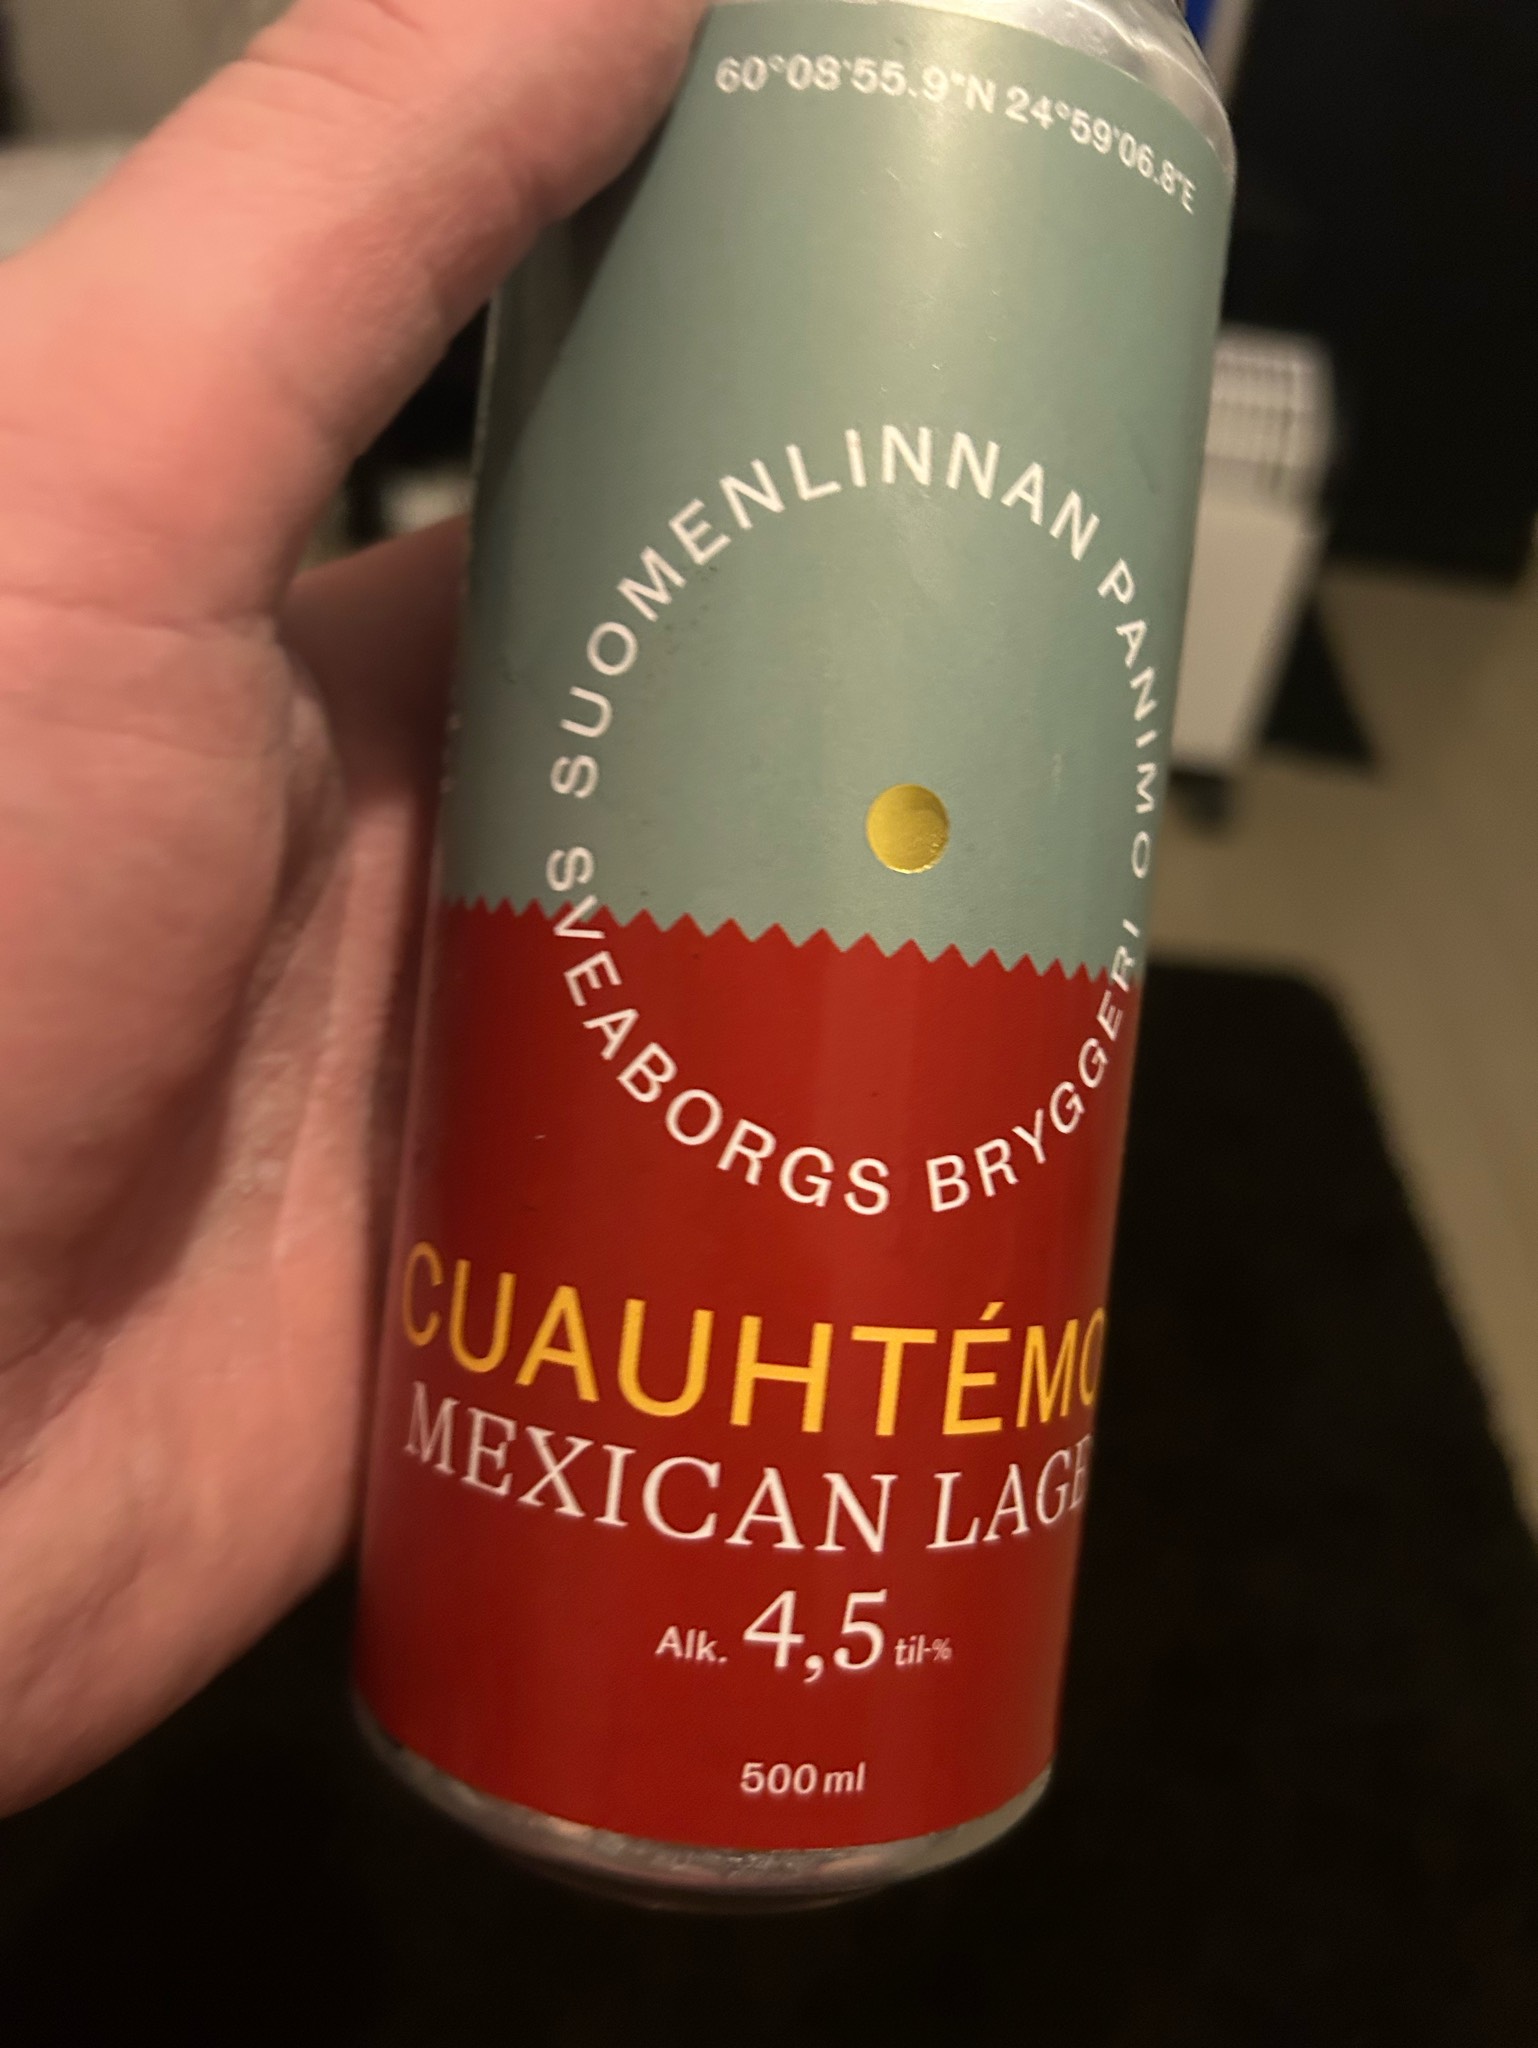 60°08'55.9"N 24°59'06.8"E
SUOMENLINNAN PANIMO
SVEABORGS BRYGGERI
CUAUHTÉMO
MEXICAN LAGE
Alk. 4,5 til-%
500 ml